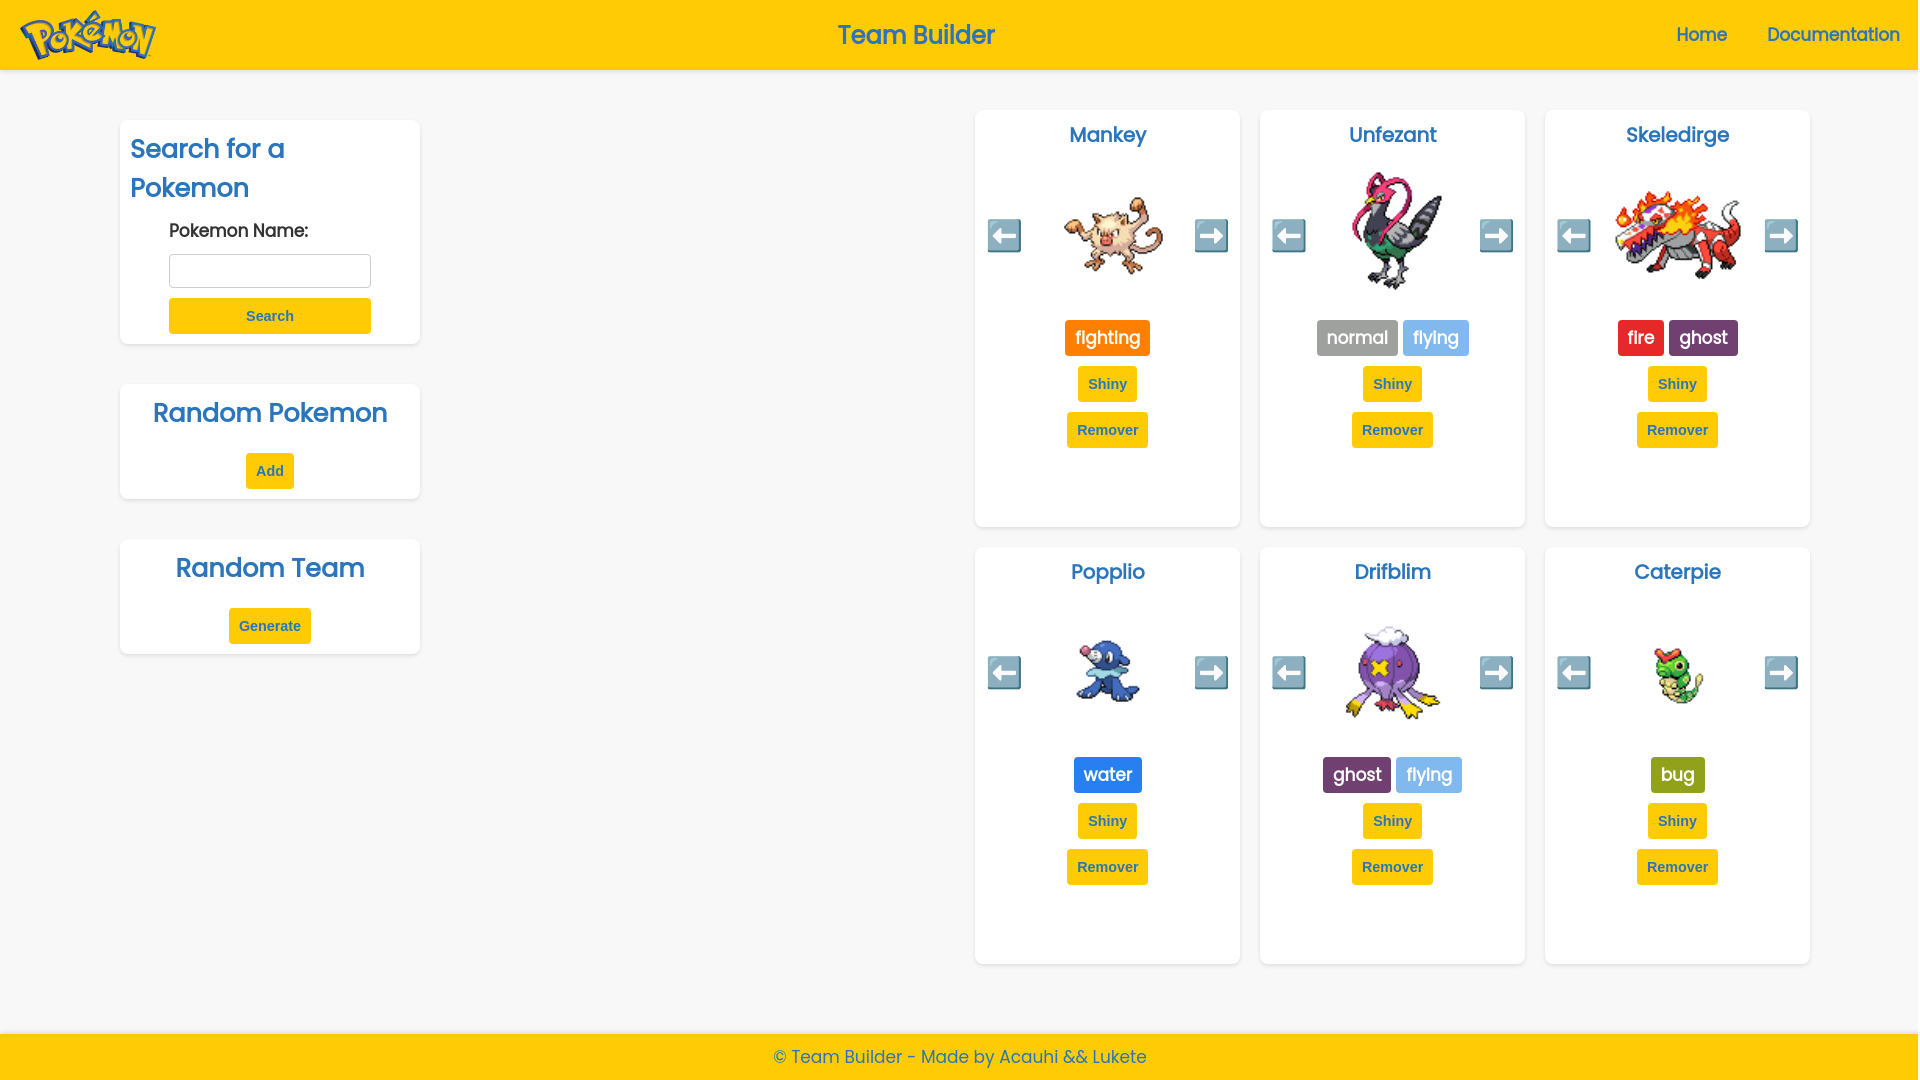 POKéMON
Team Builder
Home
Documentation
Search for a
Pokemon
Pokemon Name:
Search
Random Pokemon
Add
Random Team
Generate
Mankey
fighting
Shiny
Remover
Unfezant
normal flying
Shiny
Remover
Skeledirge
fire ghost
Shiny
Remover
Popplio
water
Shiny
Remover
Drifblim
ghost flying
Shiny
Remover
Caterpie
bug
Shiny
Remover
© Team Builder - Made by Acauhi && Lukete